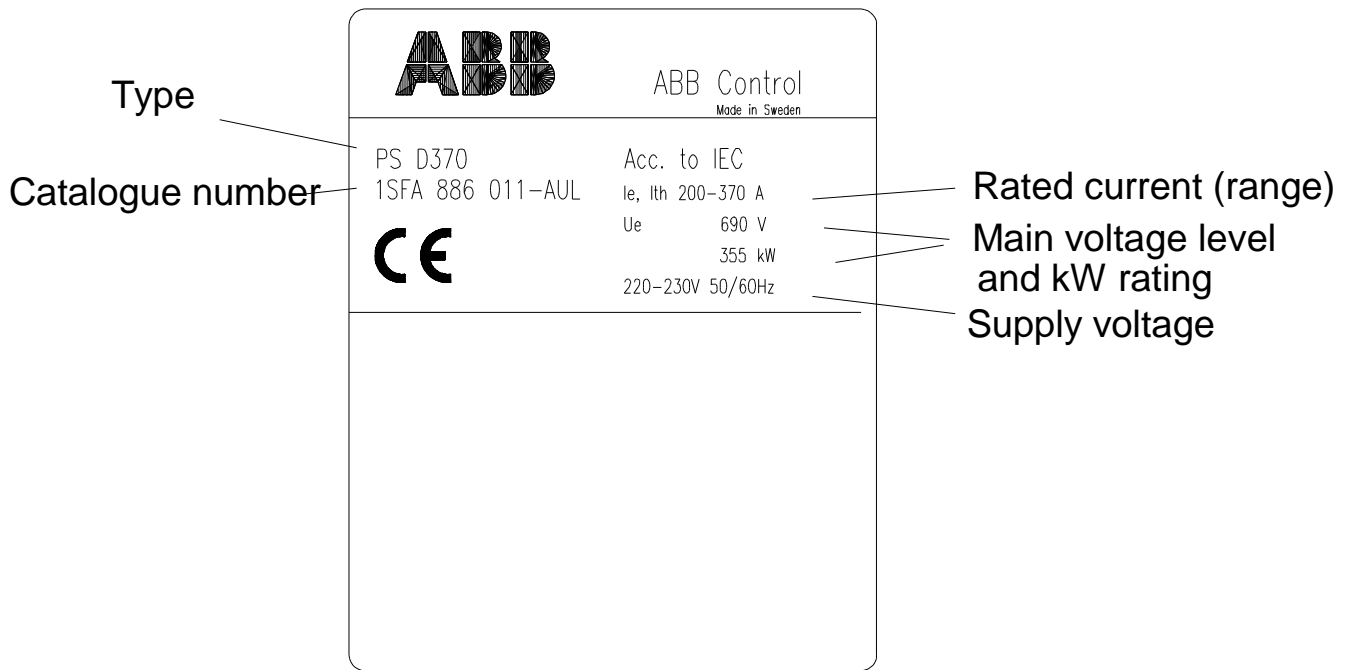 ABB
ABB Control
Made in Sweden
Type
PS D370
Catalogue number
1SFA 886 011-AUL
CE
Acc. to IEC
Ie, Ith 200-370 A
Ue 690 V
355 kW
220-230V 50/60Hz
Rated current (range)
Main voltage level
and kW rating
Supply voltage